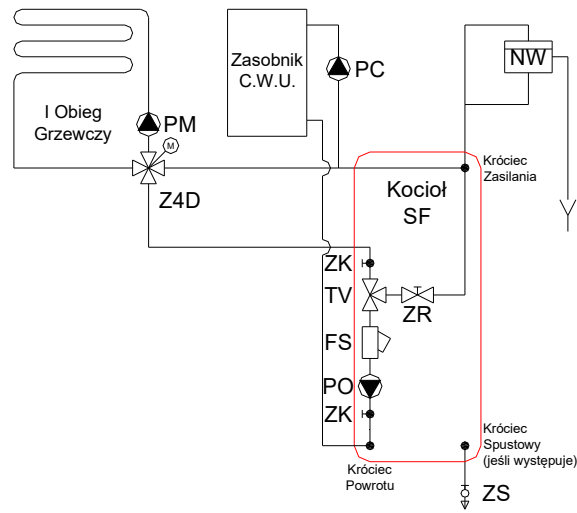 Zasobnik
C.W.U.
PC
NW
I Obieg
Grzewczy
PM
M
Z4D
Króciec
Zasilania
Kocioł
SF
ZK
TV
ZR
FS
PO
ZK
Króciec
Powrotu
Króciec
Spustowy
(jeśli występuje)
ZS